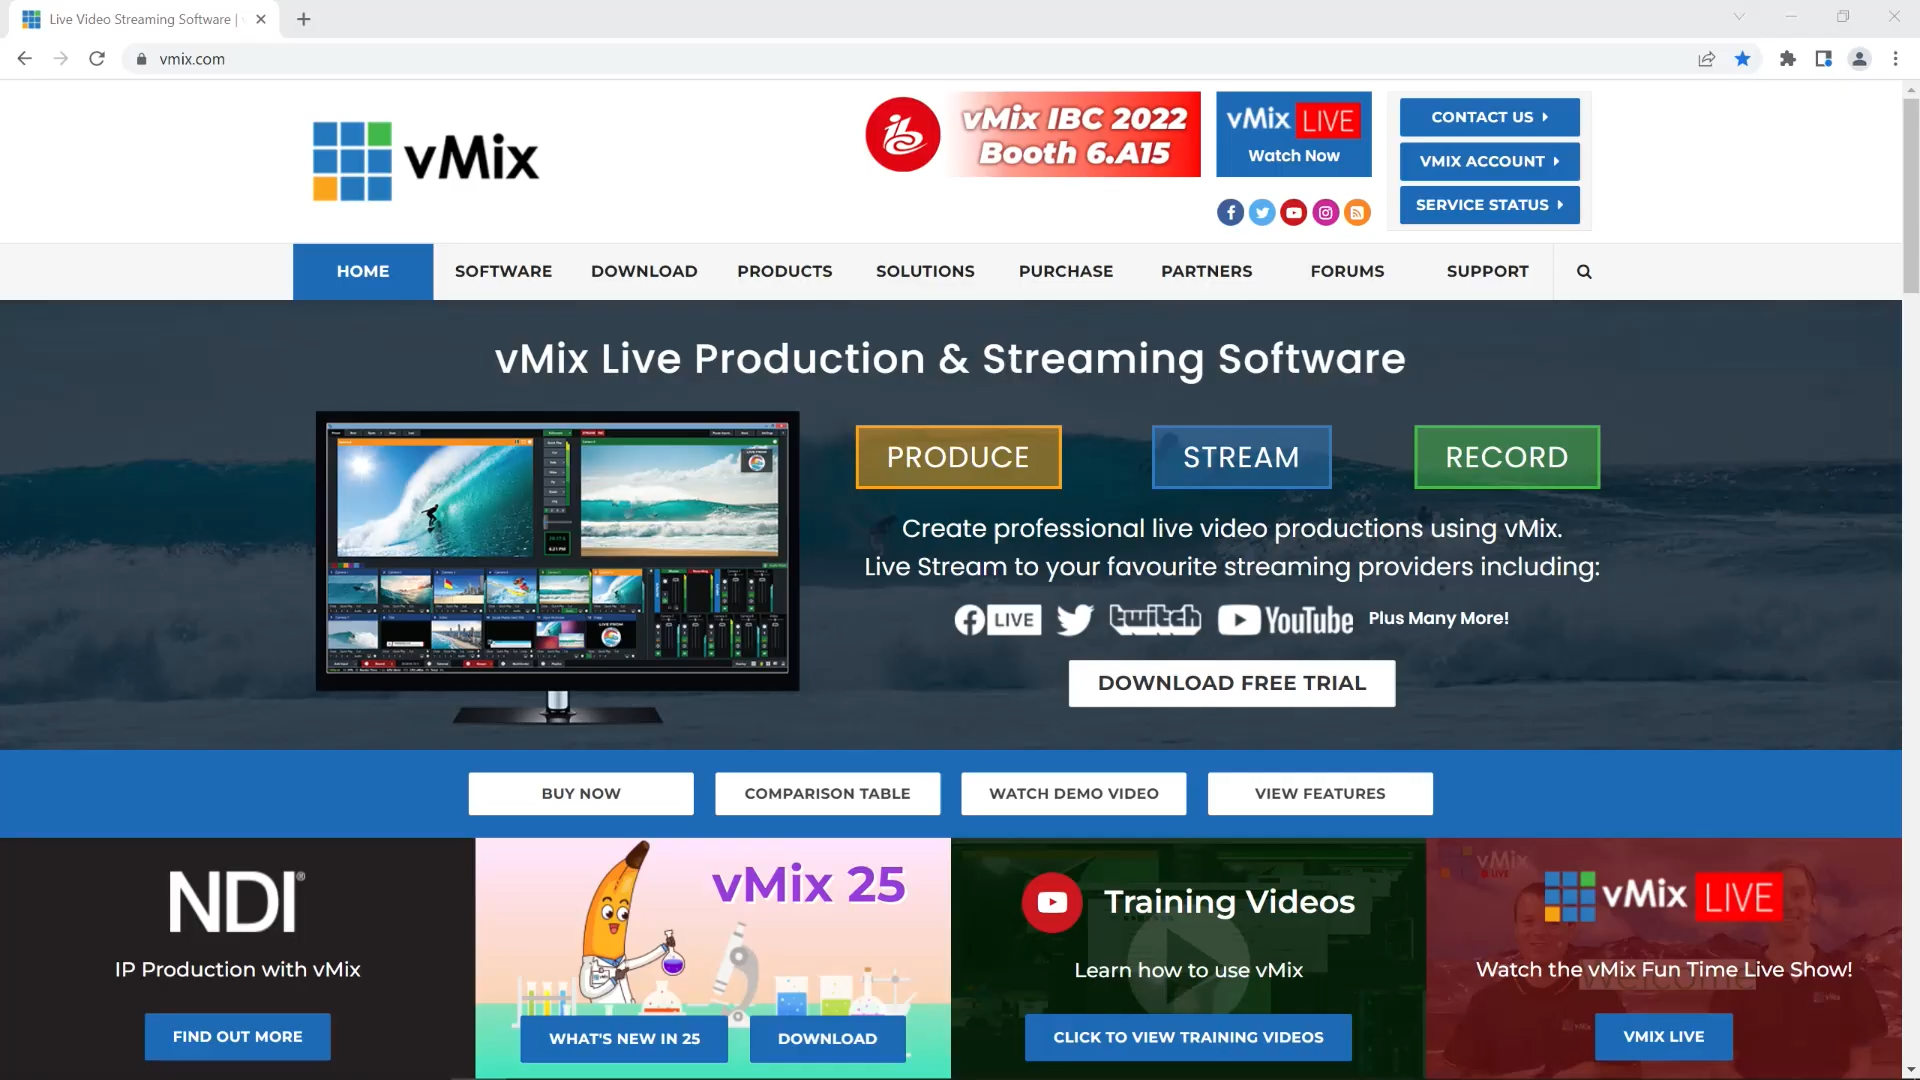 Live Video Streaming Software |
vmix.com
vMix
vMix IBC 2022
Booth 6.A15
vMix LIVE
Watch Now
CONTACT US
VMIX ACCOUNT
SERVICE STATUS
HOME
SOFTWARE
DOWNLOAD
PRODUCTS
SOLUTIONS
PURCHASE
PARTNERS
FORUMS
SUPPORT
vMix Live Production & Streaming Software
PRODUCE
STREAM
RECORD
Create professional live video productions using vMix.
Live Stream to your favourite streaming providers including:
LIVE
twitch
YouTube
Plus Many More!
DOWNLOAD FREE TRIAL
BUY NOW
COMPARISON TABLE
WATCH DEMO VIDEO
VIEW FEATURES
NDI®
IP Production with vMix
FIND OUT MORE
vMix 25
WHAT'S NEW IN 25
DOWNLOAD
Training Videos
Learn how to use vMix
CLICK TO VIEW TRAINING VIDEOS
vMix LIVE
Watch the vMix Fun Time Live Show!
Welcome
VMIX LIVE